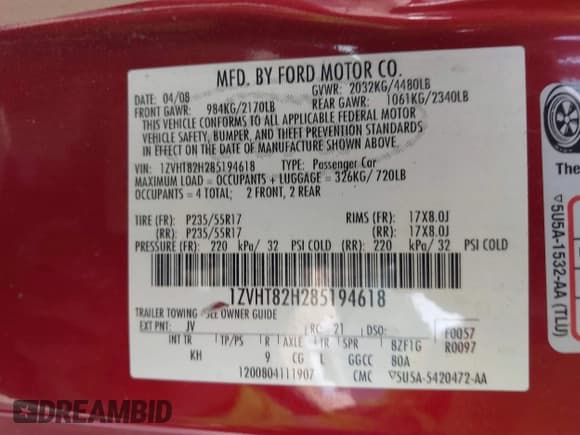 MFD. BY FORD MOTOR CO.
DATE: 04/08 GVWR: 2032KG/4480LB
FRONT GAWR: 984KG/2170LB REAR GAWR: 1061KG/2340LB
THIS VEHICLE CONFORMS TO ALL APPLICABLE FEDERAL MOTOR
VEHICLE SAFETY, BUMPER, AND THEFT PREVENTION STANDARDS
IN EFFECT ON THE DATE OF MANUFACTURE SHOWN ABOVE.
VIN: 1ZVHT82H285194618 TYPE: Passenger Car
MAXIMUM LOAD = OCCUPANTS + LUGGAGE = 326KG/ 720LB
OCCUPANTS = 4 TOTAL; 2 FRONT, 2 REAR
TIRE (FR): P235/55R17 RIMS (FR): 17X8.0J
(RR): P235/55R17 (RR): 17X8.0J
PRESSURE (FR): 220 kPa/ 32 PSI COLD (RR): 220 kPa/ 32 PSI COLD
1ZVHT82H285194618
TRAILER TOWING - SEE OWNER GUIDE
EXT PNT: JV RC: 21 DSO: F0057
INT TR TP/PS R AXLE TR SPR 8ZF1G R0097
KH 9 CG L GGCC 80A
1200804111907 CMC ▽5U5A-5420472-AA
The
▽5U5A-1532-AA (TLU)
DREAMBID